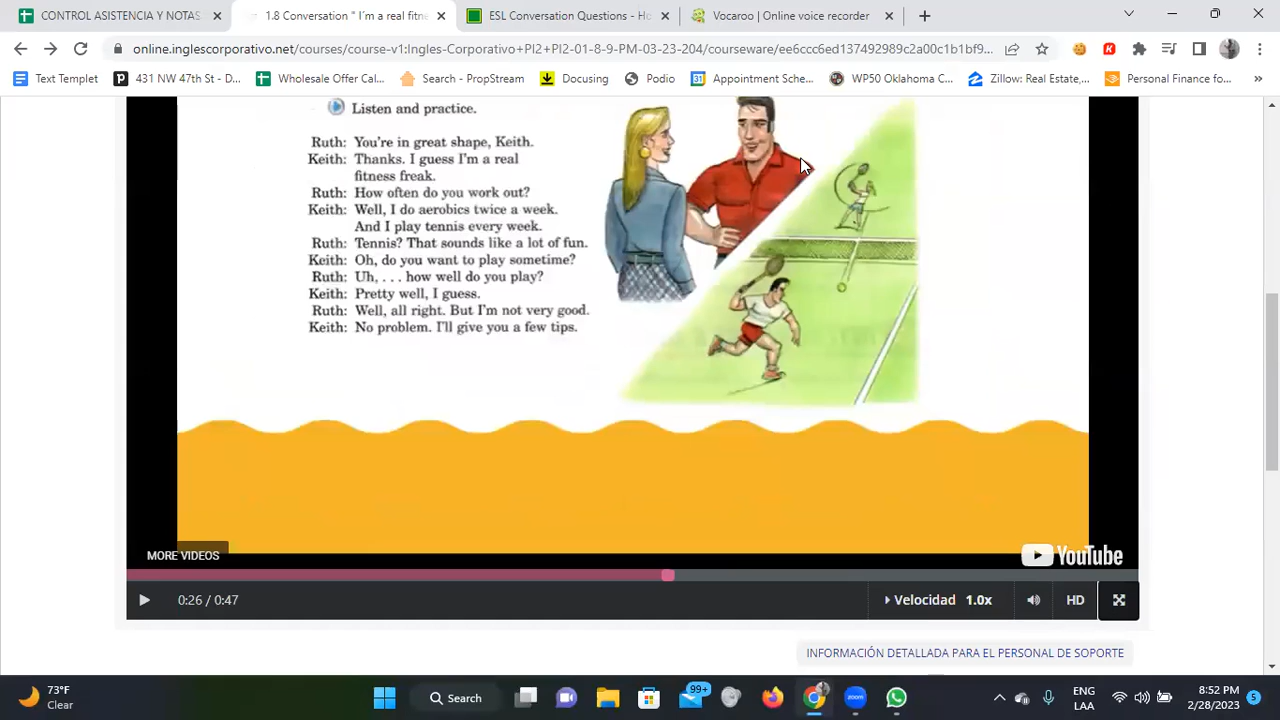 CONTROL ASISTENCIY Y NOTAS
1.8 Conversation " I´m a real fitne
ESL Conversation Questions - Ho
Vacaroo | Online voice recorder
online.inglescorporativo.net/courses/course-v1:Ingles-Corporativo+PI2+PI2-01-8-9-PM-03-23-204/courseware/ee6ccc6ed137492989c2a00c1b1bf9...
Text Templet
431 NW 47th St - D...
Wholesale Offer Cal...
Search - PropStream
Docusing
Podio
Appointment Sche...
WP50 Oklahoma C...
Zillow: Real Estate,...
Personal Finance fo...
»
Listen and practice.
Ruth: You're in great shape, Keith.
Keith: Thanks. I guess I'm a real
fitness freak.
Ruth: How often do you work out?
Keith: Well, I do aerobics twice a week.
And I play tennis every week.
Ruth: Tennis? That sounds like a lot of fun.
Keith: Oh, do you want to play sometime?
Ruth: Uh, . . . how well do you play?
Keith: Pretty well, I guess.
Ruth: Well, all right. But I'm not very good.
Keith: No problem. I'll give you a few tips.
MORE VIDEOS
YouTube
0:26 / 0:47
Velocidad 1.0x
HD
INFORMACIÓN DETALLADA PARA EL PERSONAL DE SOPORTE
73°F
Clear
Search
99+
ENG
LAA
8:52 PM
2/28/2023
5